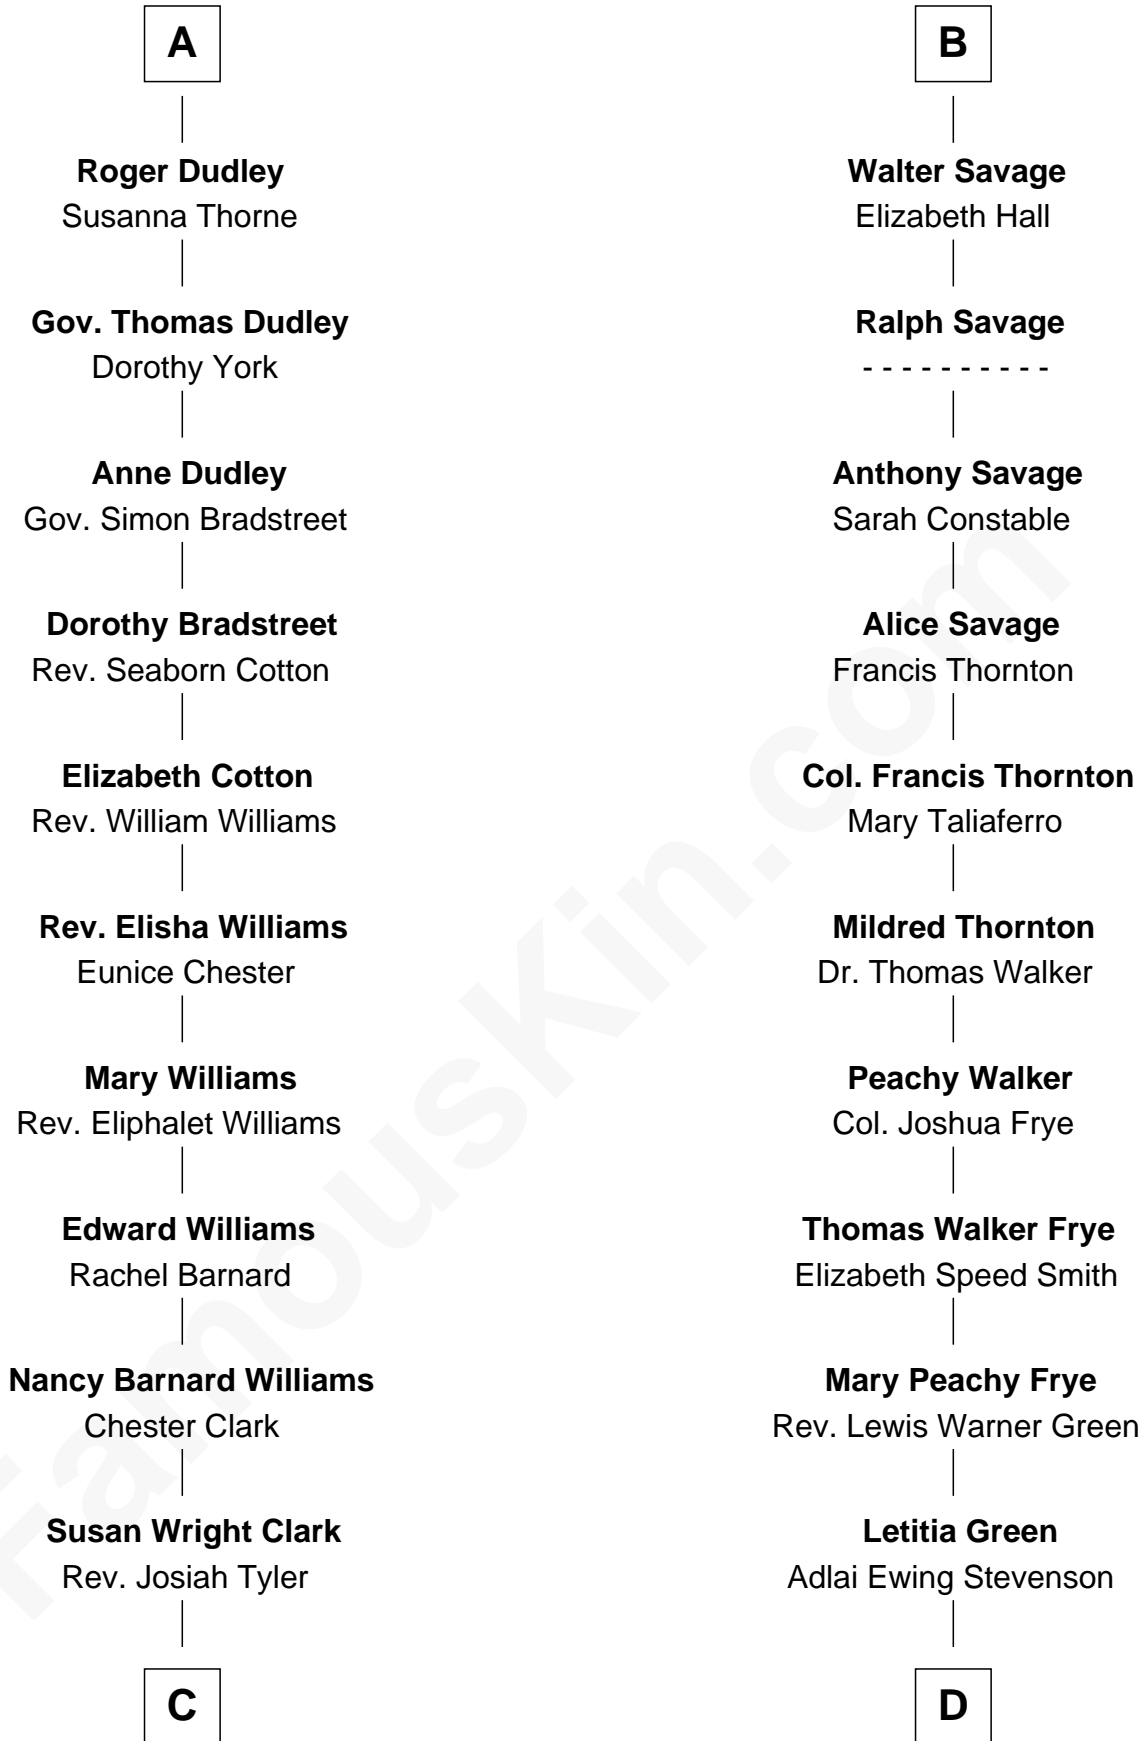 A
Roger Dudley
Susanna Thorne
Gov. Thomas Dudley
Dorothy York
Anne Dudley
Gov. Simon Bradstreet
Dorothy Bradstreet
Rev. Seaborn Cotton
Elizabeth Cotton
Rev. William Williams
Rev. Elisha Williams
Eunice Chester
Mary Williams
Rev. Eliphalet Williams
Edward Williams
Rachel Barnard
Nancy Barnard Williams
Chester Clark
Susan Wright Clark
Rev. Josiah Tyler
C
B
Walter Savage
Elizabeth Hall
Ralph Savage
- - - - - - - - - -
Anthony Savage
Sarah Constable
Alice Savage
Francis Thornton
Col. Francis Thornton
Mary Taliaferro
Mildred Thornton
Dr. Thomas Walker
Peachy Walker
Col. Joshua Frye
Thomas Walker Frye
Elizabeth Speed Smith
Mary Peachy Frye
Rev. Lewis Warner Green
Letitia Green
Adlai Ewing Stevenson
D
FamousKin.com